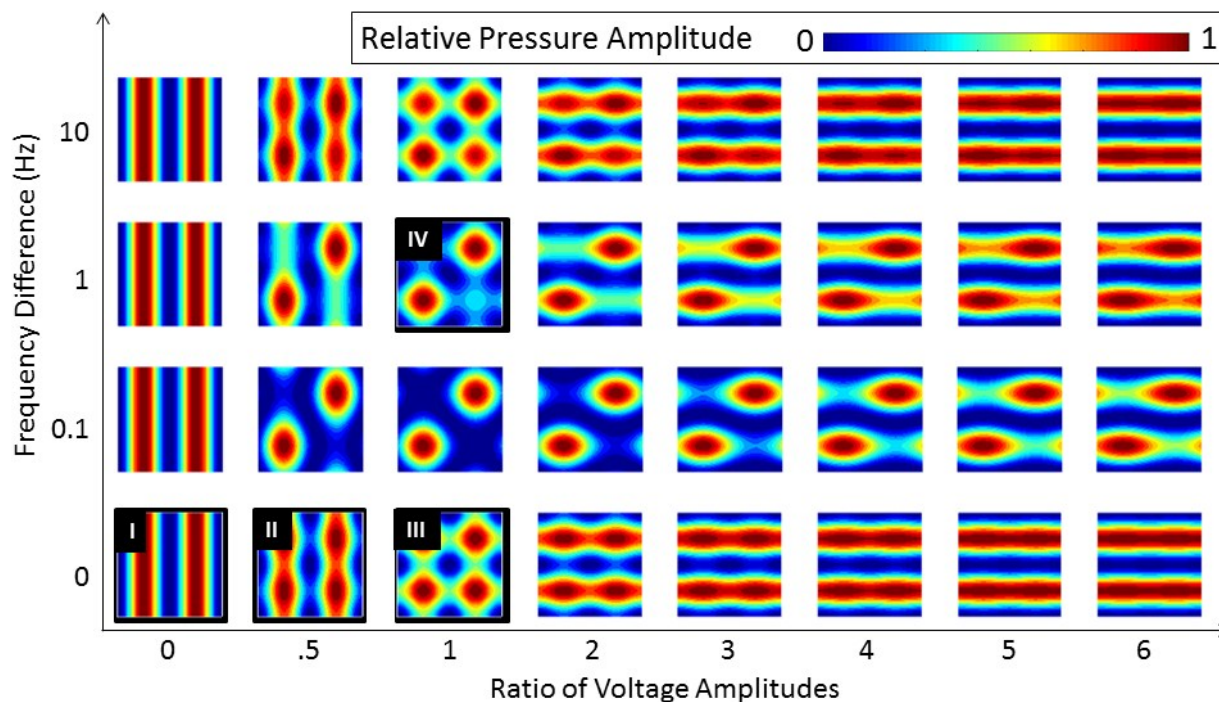 Relative Pressure Amplitude 0 1
Frequency Difference (Hz)
10
1
IV
0.1
0
I II III
0 .5 1 2 3 4 5 6
Ratio of Voltage Amplitudes